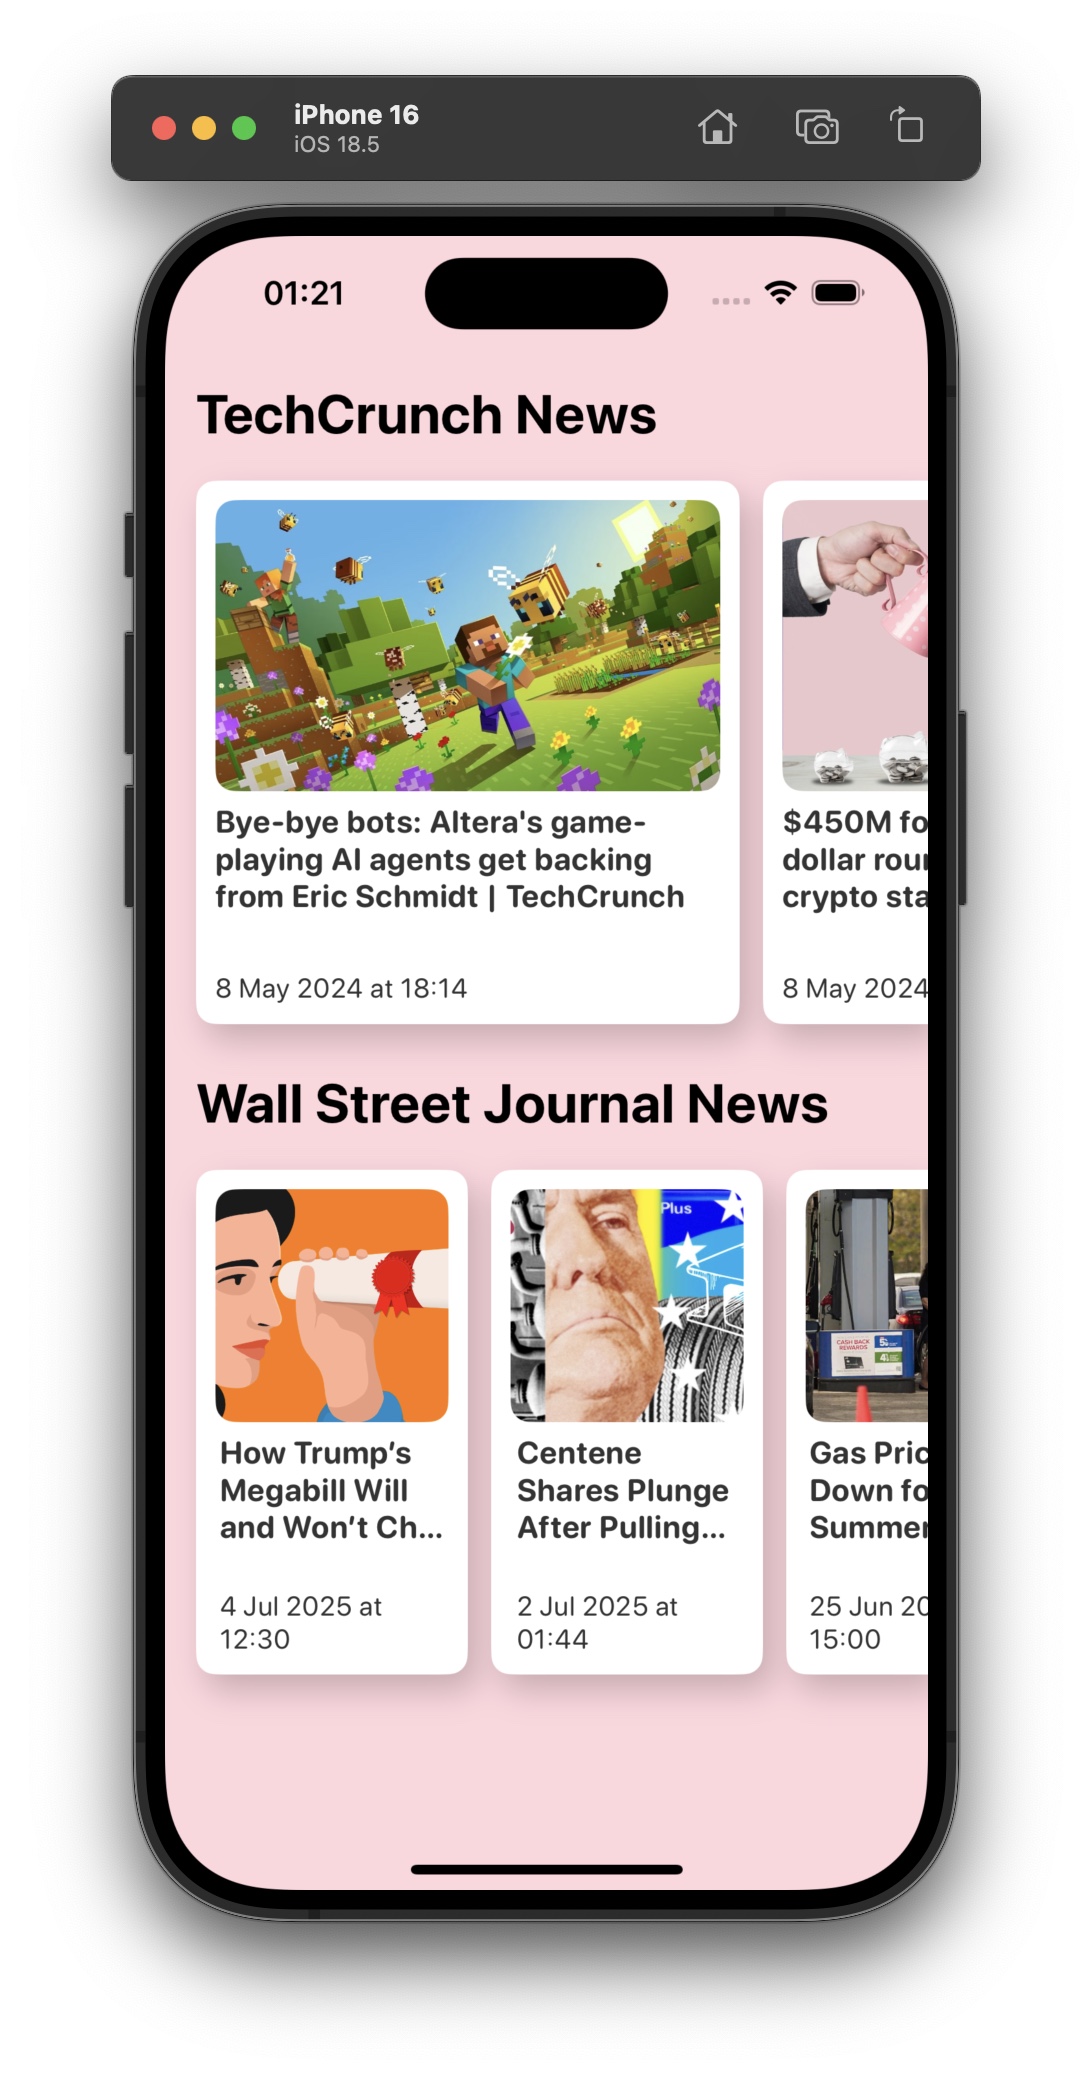 iPhone 16
iOS 18.5
01:21
TechCrunch News
Bye-bye bots: Altera's game-
playing AI agents get backing
from Eric Schmidt | TechCrunch
8 May 2024 at 18:14
$450M fo
dollar rour
crypto sta
8 May 2024
Wall Street Journal News
Plus
CASH BACK
REWARDS
How Trump's
Megabill Will
and Won't Ch...
4 Jul 2025 at
12:30
Centene
Shares Plunge
After Pulling...
2 Jul 2025 at
01:44
Gas Pric
Down fo
Summer
25 Jun 20
15:00